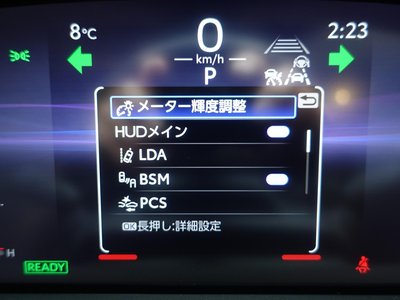 8℃
0
2:23
km/h
P
メーター輝度調整
HUDメイン
LDA
BSM
PCS
OK長押し:詳細設定
H
READY